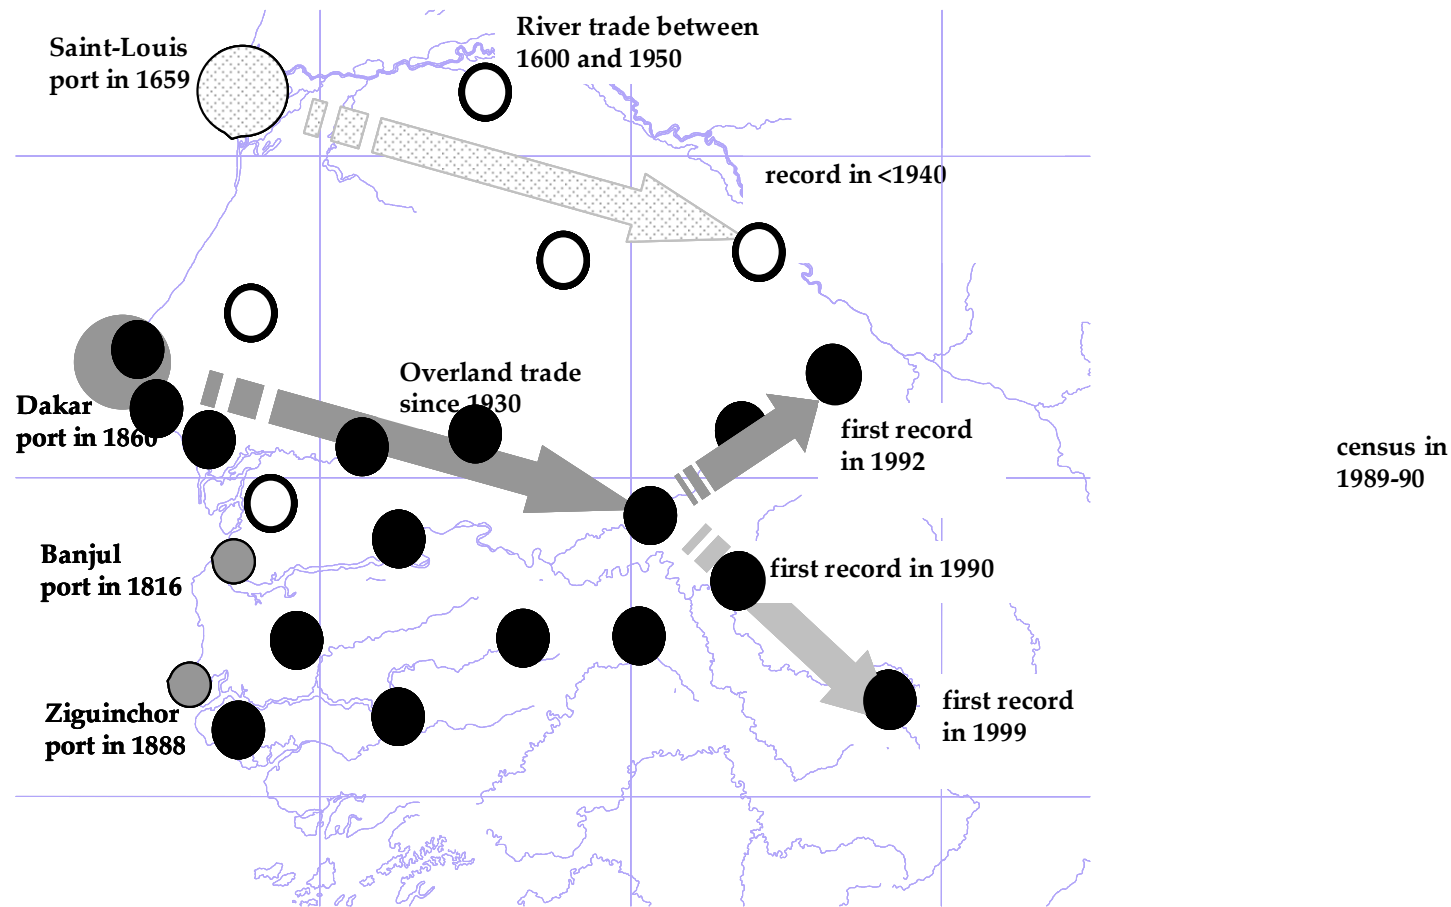 Saint-Louis
port in 1659
River trade between
1600 and 1950
record in <1940
Overland trade
since 1930
Dakar
port in 1860
first record
in 1992
census in
1989-90
Banjul
port in 1816
first record in 1990
Ziguinchor
port in 1888
first record
in 1999